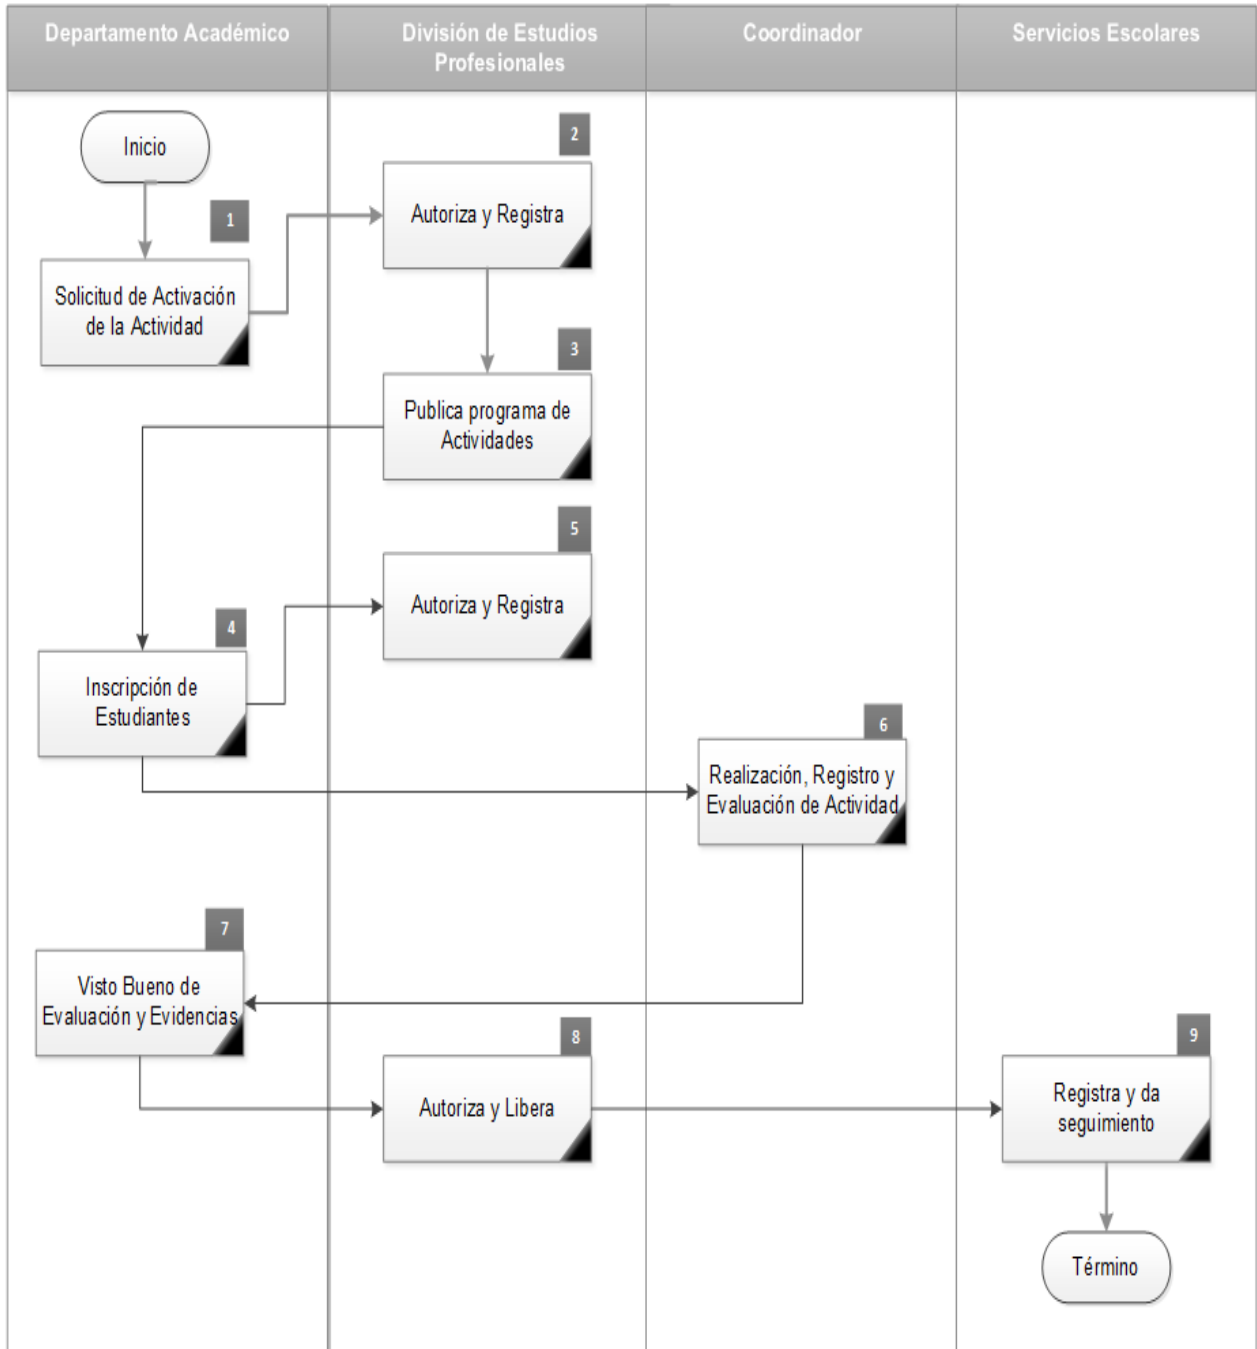 Departamento Académico
División de Estudios
Profesionales
Coordinador
Servicios Escolares
Inicio
1
Solicitud de Activación
de la Actividad
2
Autoriza y Registra
3
Publica programa de
Actividades
4
Inscripción de
Estudiantes
5
Autoriza y Registra
6
Realización, Registro y
Evaluación de Actividad
7
Visto Bueno de
Evaluación y Evidencias
8
Autoriza y Libera
9
Registra y da
seguimiento
Término